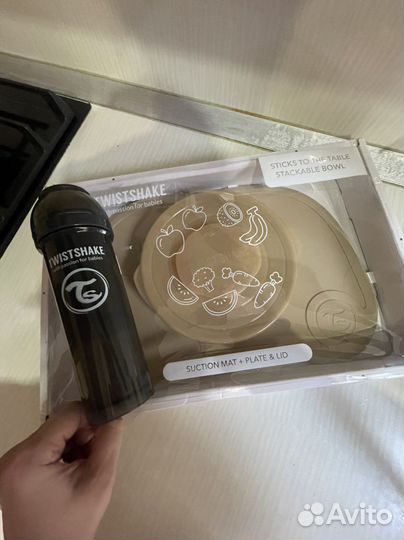 TWISTSHAKE
passion for babies
STICKS TO THE TABLE
STACKABLE BOWL
TWISTSHAKE
passion for babies
SUCTION MAT + PLATE & LID
Avito